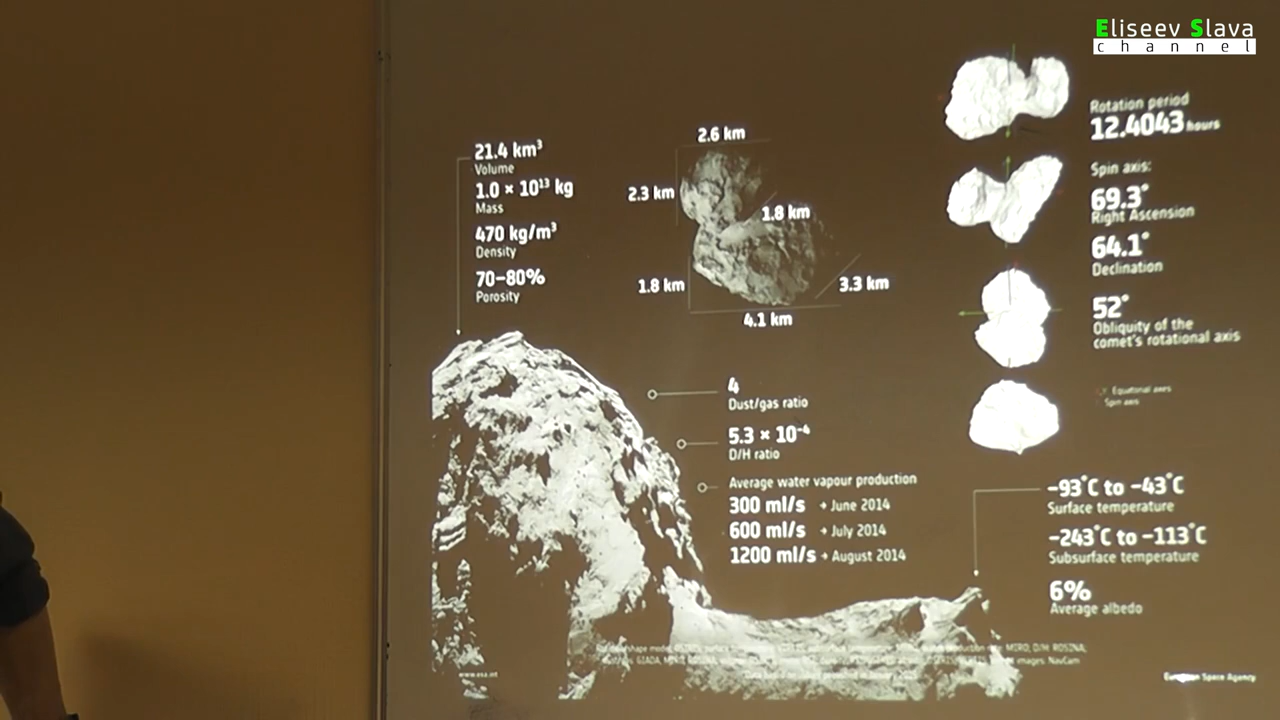 Eliseev Slava
channel
21.4 km³
Volume
1.0 × 10¹³ kg
Mass
470 kg/m³
Density
70-80%
Porosity
2.6 km
2.3 km
1.8 km
1.8 km
3.3 km
4.1 km
Rotation period
12.4043 hours
Spin axis:
69.3°
Right Ascension
64.1°
Declination
52°
Obliquity of the
comet's rotational axis
Equatorial axes
Spin axis
4
Dust/gas ratio
5.3 × 10⁻⁴
D/H ratio
Average water vapour production
300 ml/s → June 2014
600 ml/s → July 2014
1200 ml/s → August 2014
-93°C to -43°C
Surface temperature
-243°C to -113°C
Subsurface temperature
6%
Average albedo
MIRO; D/H: ROSINA;
images: NavCam
www.esa.int
European Space Agency